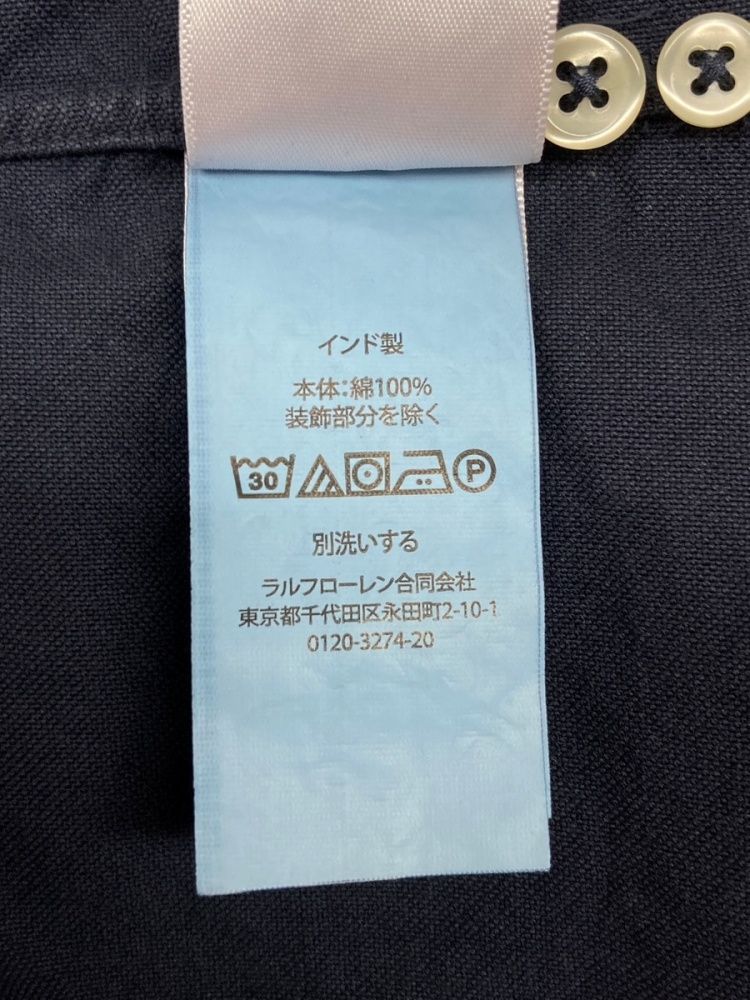 インド製
本体:綿100%
装飾部分を除く
30 P
別洗いする
ラルフローレン合同会社
東京都千代田区永田町2-10-1
0120-3274-20